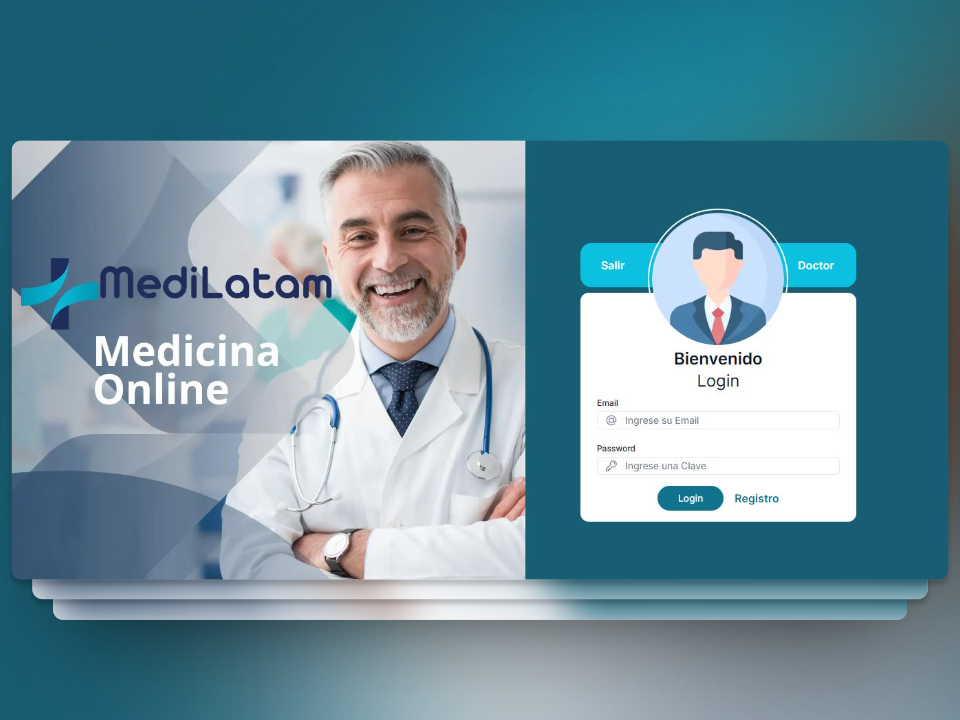 MediLatam
Medicina
Online
Salir
Doctor
Bienvenido
Login
Email
Ingrese su Email
Password
Ingrese una Clave
Login
Registro